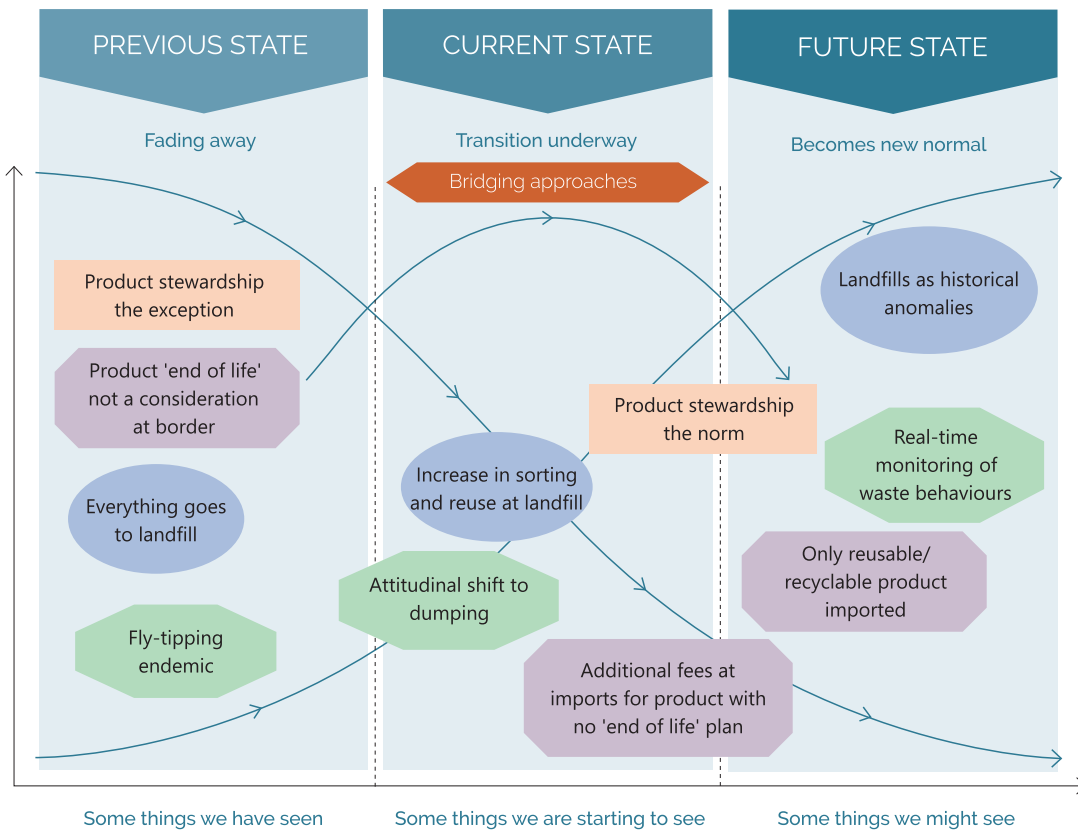 PREVIOUS STATE
CURRENT STATE
FUTURE STATE
Fading away
Transition underway
Becomes new normal
Bridging approaches
Product stewardship
the exception
Product 'end of life'
not a consideration
at border
Everything goes
to landfill
Fly-tipping
endemic
Increase in sorting
and reuse at landfill
Attitudinal shift to
dumping
Product stewardship
the norm
Additional fees at
imports for product with
no 'end of life' plan
Landfills as historical
anomalies
Real-time
monitoring of
waste behaviours
Only reusable/
recyclable product
imported
Some things we have seen
Some things we are starting to see
Some things we might see